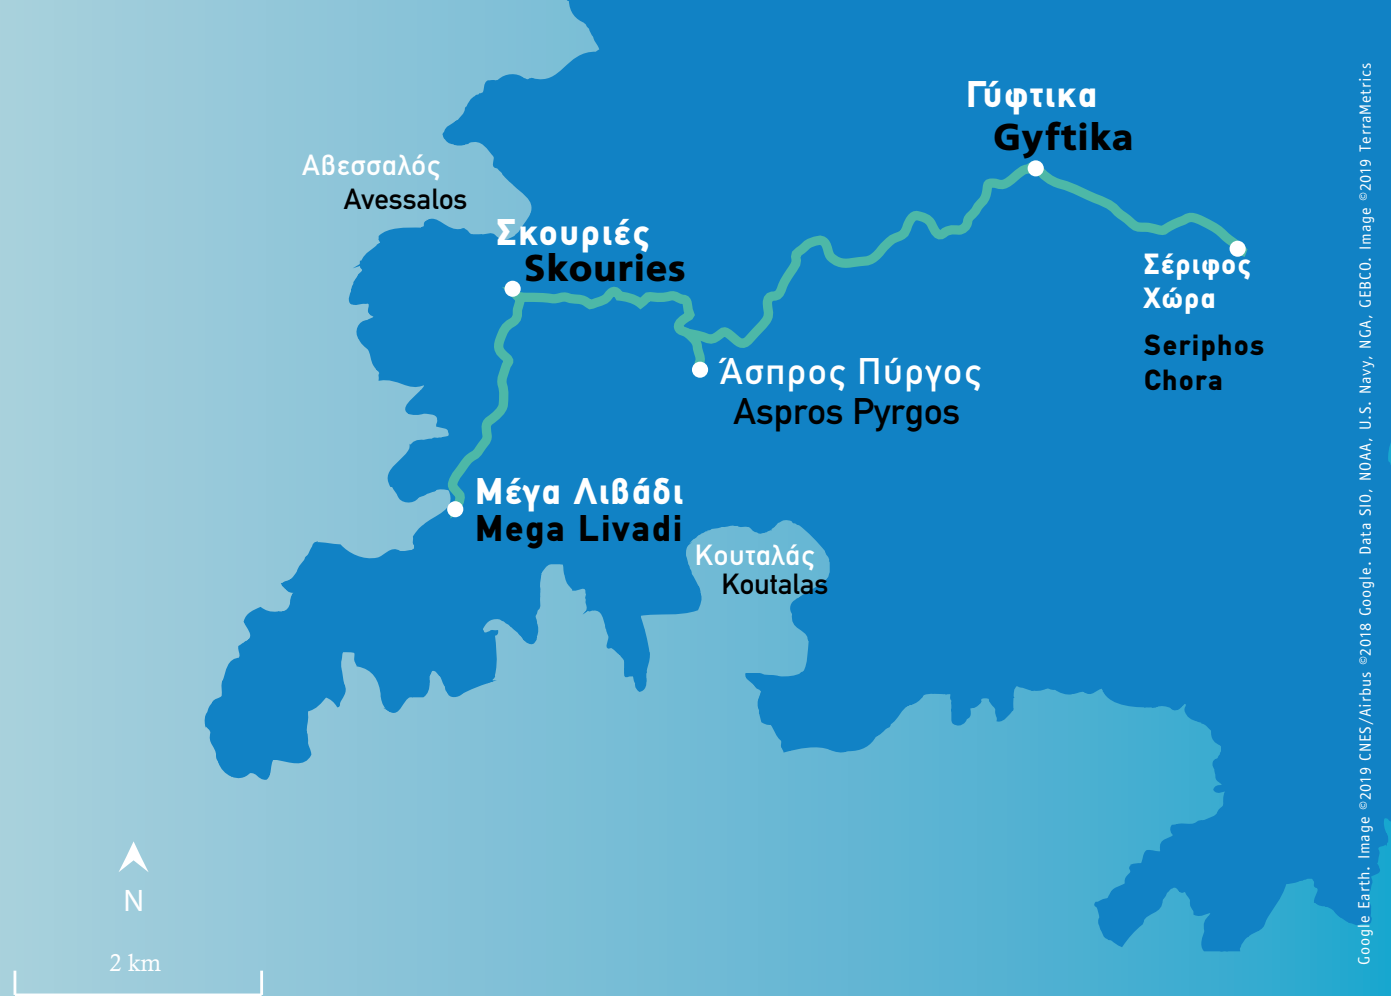 Γύφτικα
Gyftika
Αβεσσαλός
Avessalos
Σκουριές
Skouries
Σέριφος
Χώρα
Seriphos
Chora
Άσπρος Πύργος
Aspros Pyrgos
Μέγα Λιβάδι
Mega Livadi
Κουταλάς
Koutalas
N
2 km
Google Earth. Image ©2019 CNES/Airbus ©2018 Google. Data SIO, NOAA, U.S. Navy, NGA, GEBCO. Image ©2019 TerraMetrics